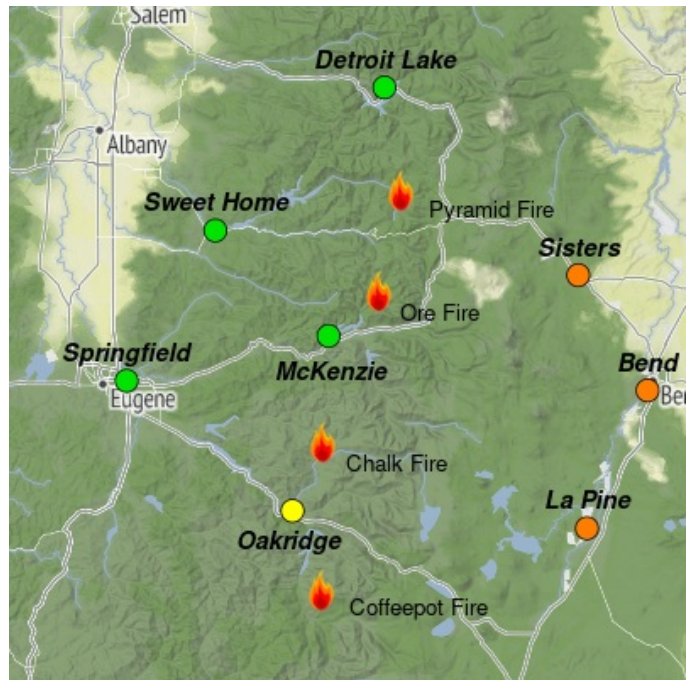 Salem
Detroit Lake
Albany
Sweet Home
Pyramid Fire
Sisters
Ore Fire
Springfield
McKenzie
Bend
Eugene
Be
Chalk Fire
La Pine
Oakridge
Coffeepot Fire